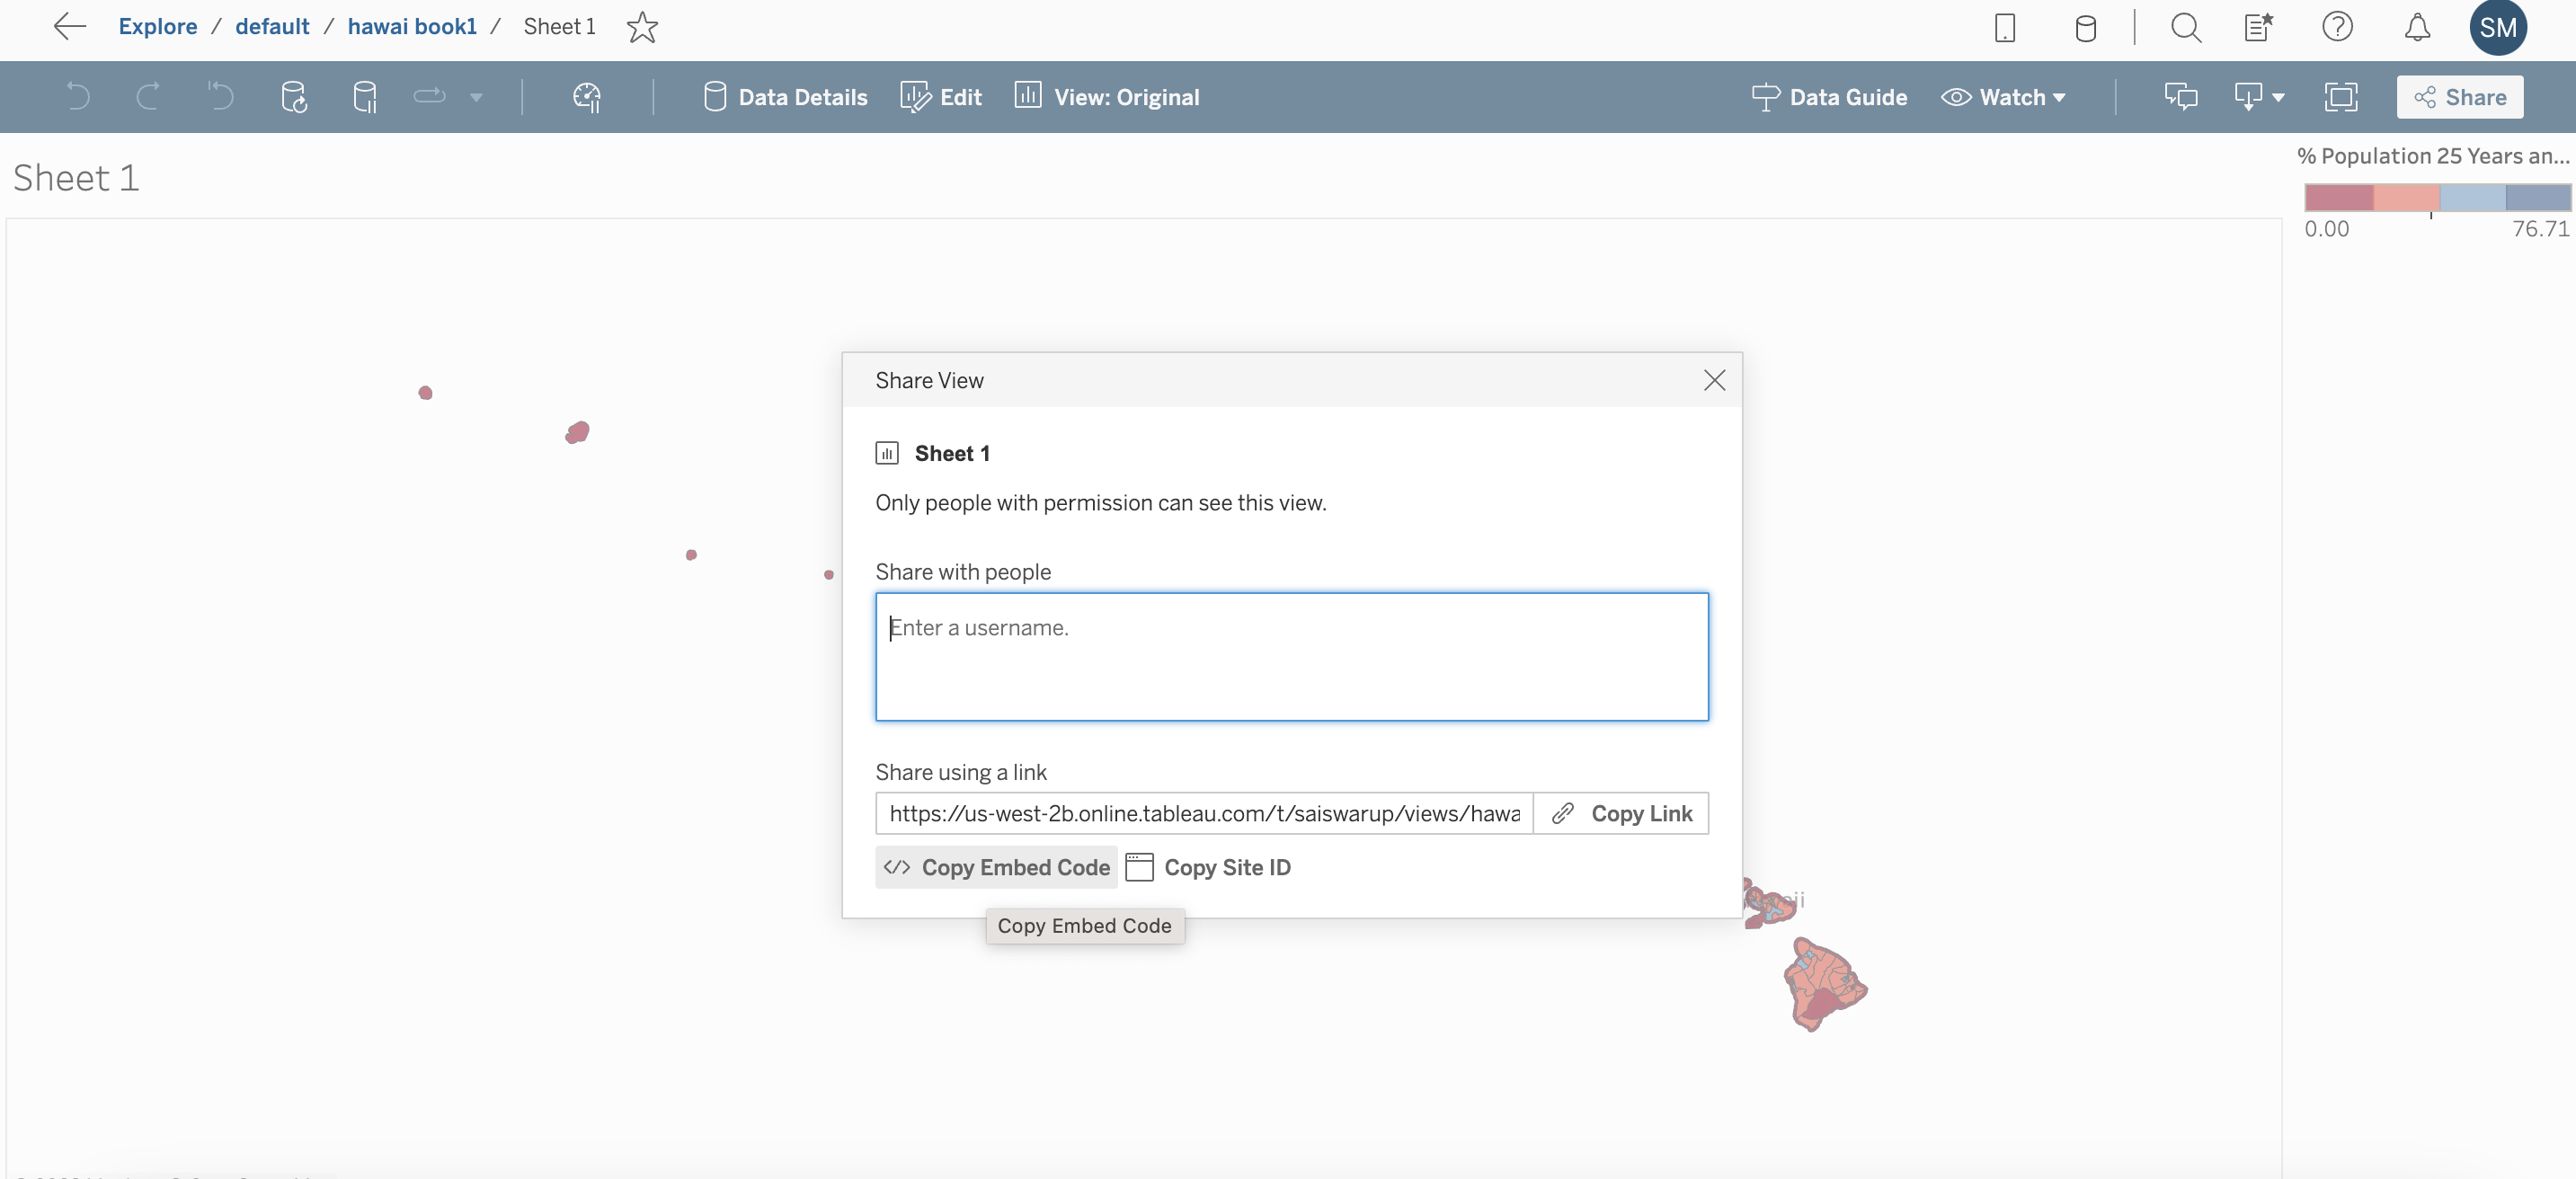 Explore / default / hawai book1 / Sheet 1
SM
Data Details Edit View: Original Data Guide Watch Share
Sheet 1
% Population 25 Years an...
0.00 76.71
Share View
Sheet 1
Only people with permission can see this view.
Share with people
Enter a username.
Share using a link
https://us-west-2b.online.tableau.com/t/saiswarup/views/hawa Copy Link
</> Copy Embed Code Copy Site ID
Copy Embed Code